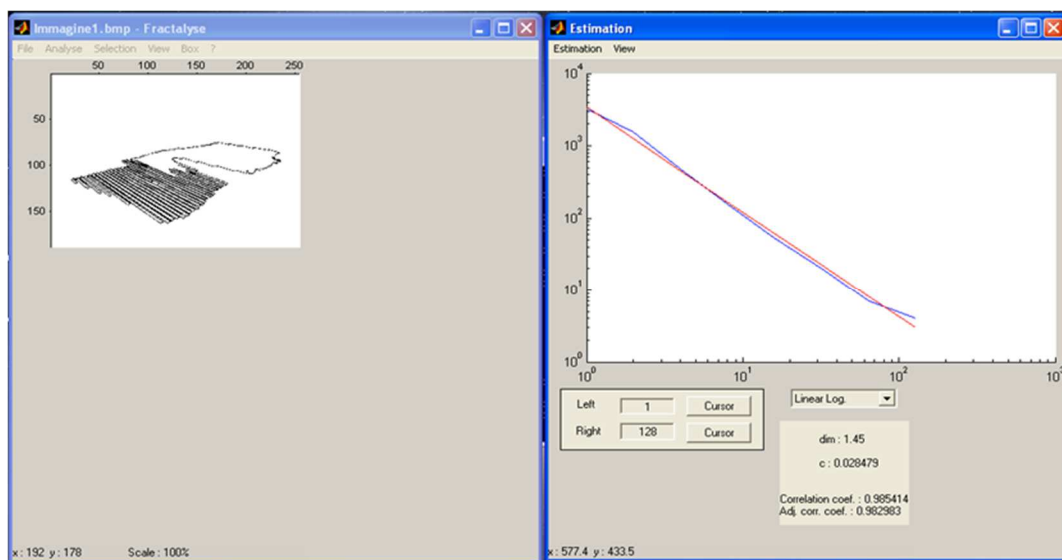 Immagine1.bmp - Fractalyse
File Analyse Selection View Box ?
50 100 150 200 250
50
100
150
x : 192 y : 178 Scale : 100%
Estimation
Estimation View
10^4
10^3
10^2
10^1
10^0
10^0 10^1 10^2
Left 1 Cursor
Right 128 Cursor
Linear Log.
dim : 1.45
c : 0.028479
Correlation coef. : 0.985414
Adj. corr. coef. : 0.982983
x : 577.4 y : 433.5